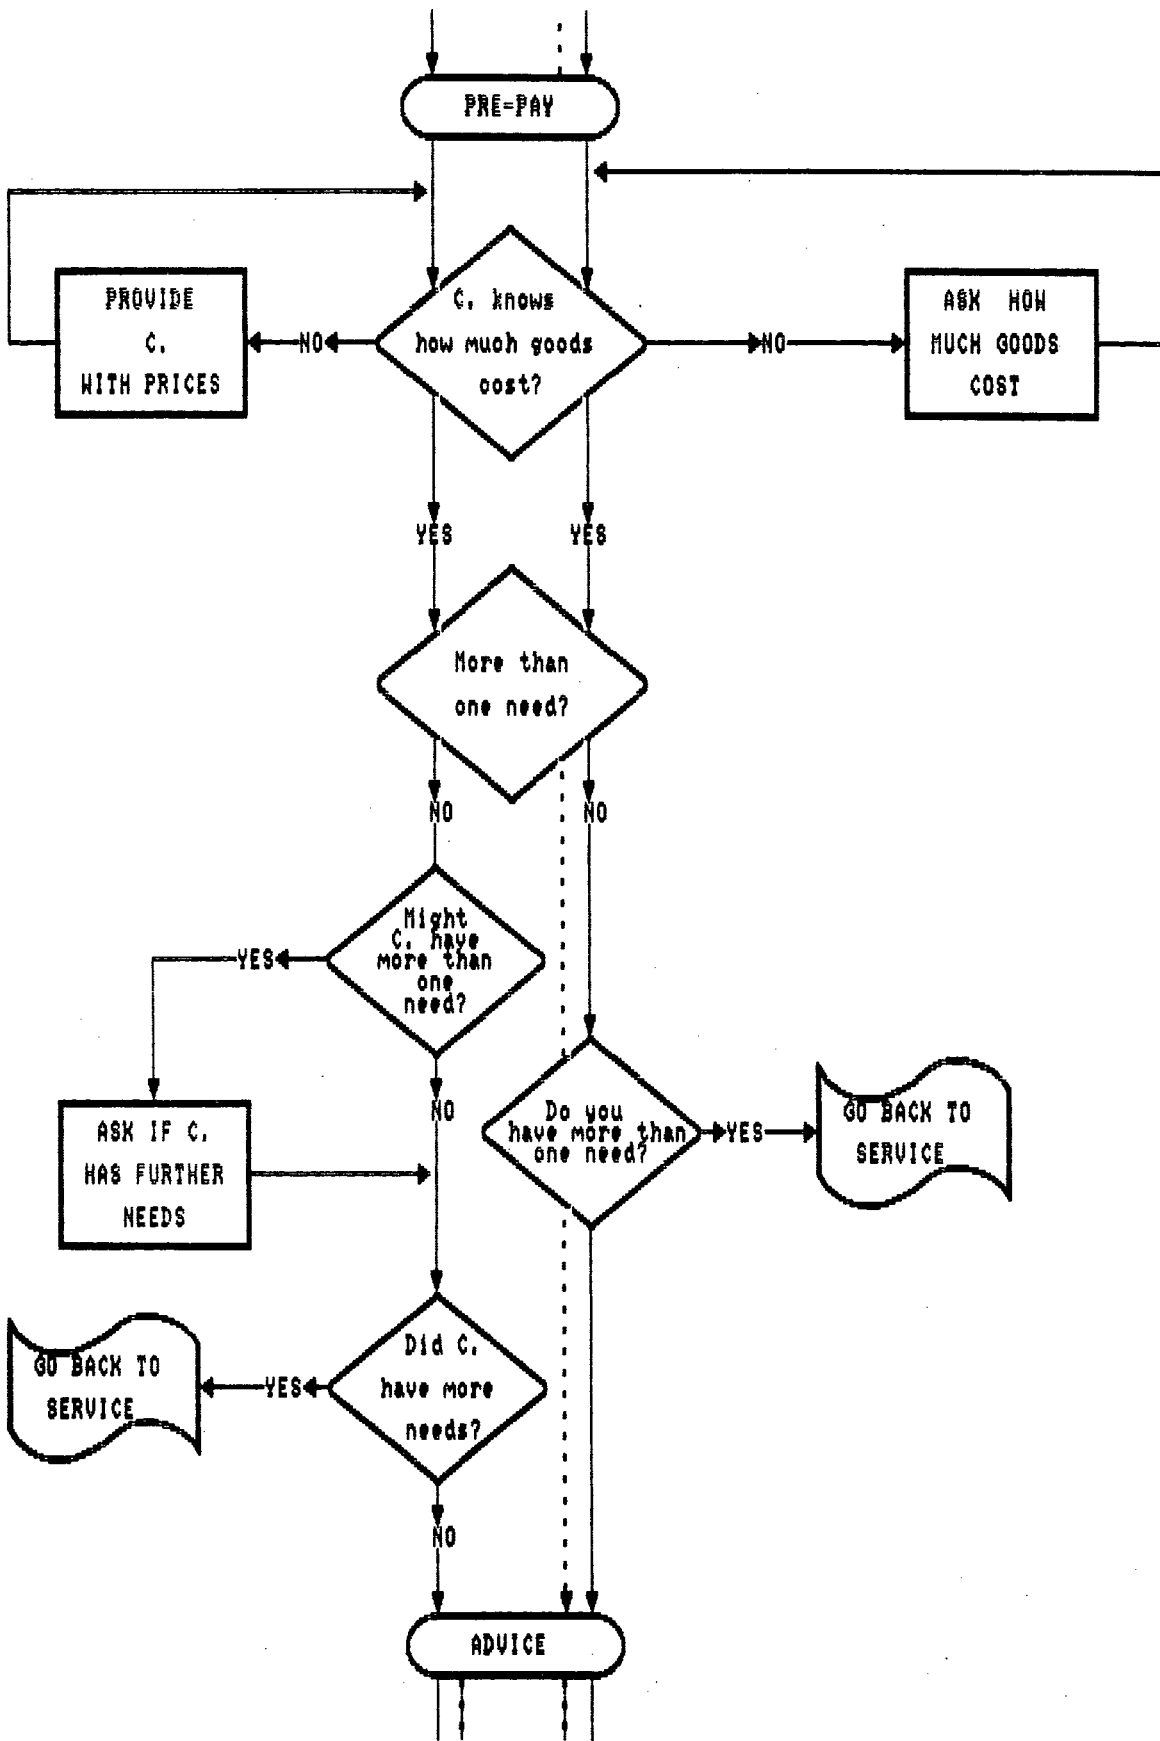 PRE=PAY
PROVIDE
C.
WITH PRICES
NO
C. knows
how much goods
cost?
NO
ASK HOW
MUCH GOODS
COST
YES
YES
More than
one need?
NO
NO
Might
C. have
more than
one
need?
YES
NO
ASK IF C.
HAS FURTHER
NEEDS
Do you
have more than
one need?
YES
GO BACK TO
SERVICE
Did C.
have more
needs?
YES
GO BACK TO
SERVICE
NO
ADVICE